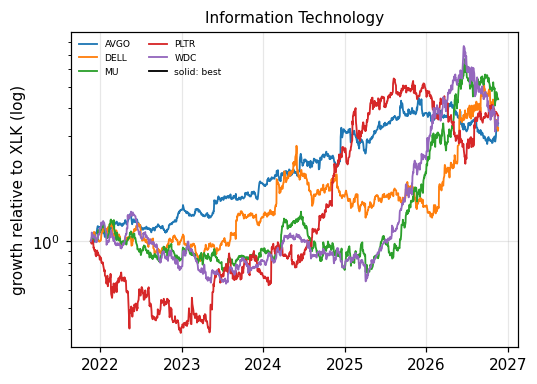 Information Technology
growth relative to XLK (log)
AVGO
DELL
MU
PLTR
WDC
solid: best
10⁰
2022 2023 2024 2025 2026 2027